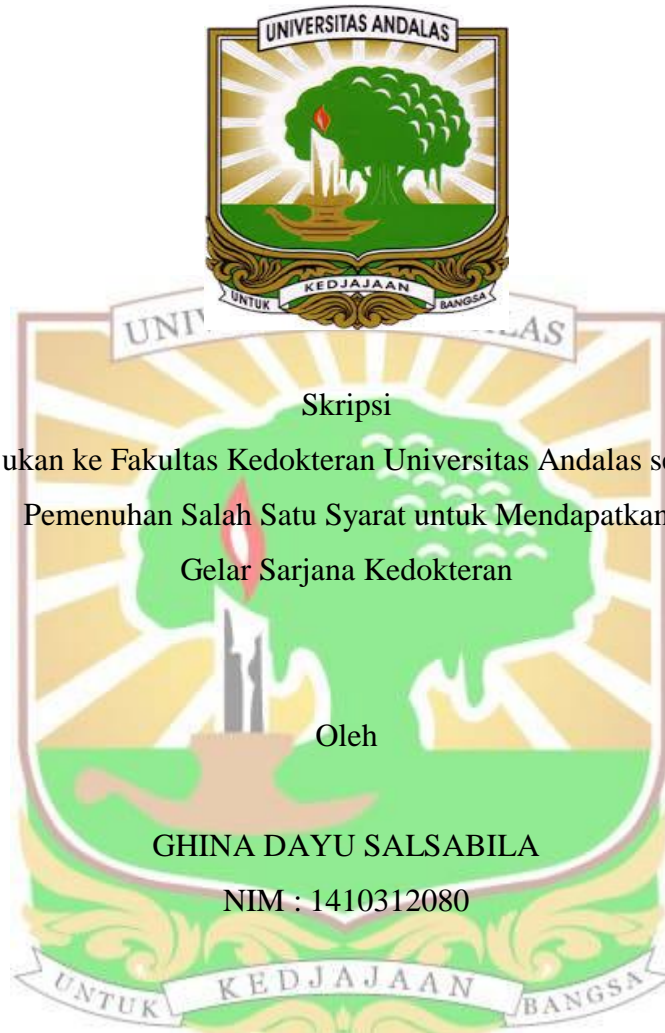 UNIVERSITAS ANDALAS
UNTUK KEDJAJAAN BANGSA
Skripsi
ukan ke Fakultas Kedokteran Universitas Andalas se
Pemenuhan Salah Satu Syarat untuk Mendapatkan
Gelar Sarjana Kedokteran
Oleh
GHINA DAYU SALSABILA
NIM : 1410312080
UNTUK KEDJAJAAN BANGSA